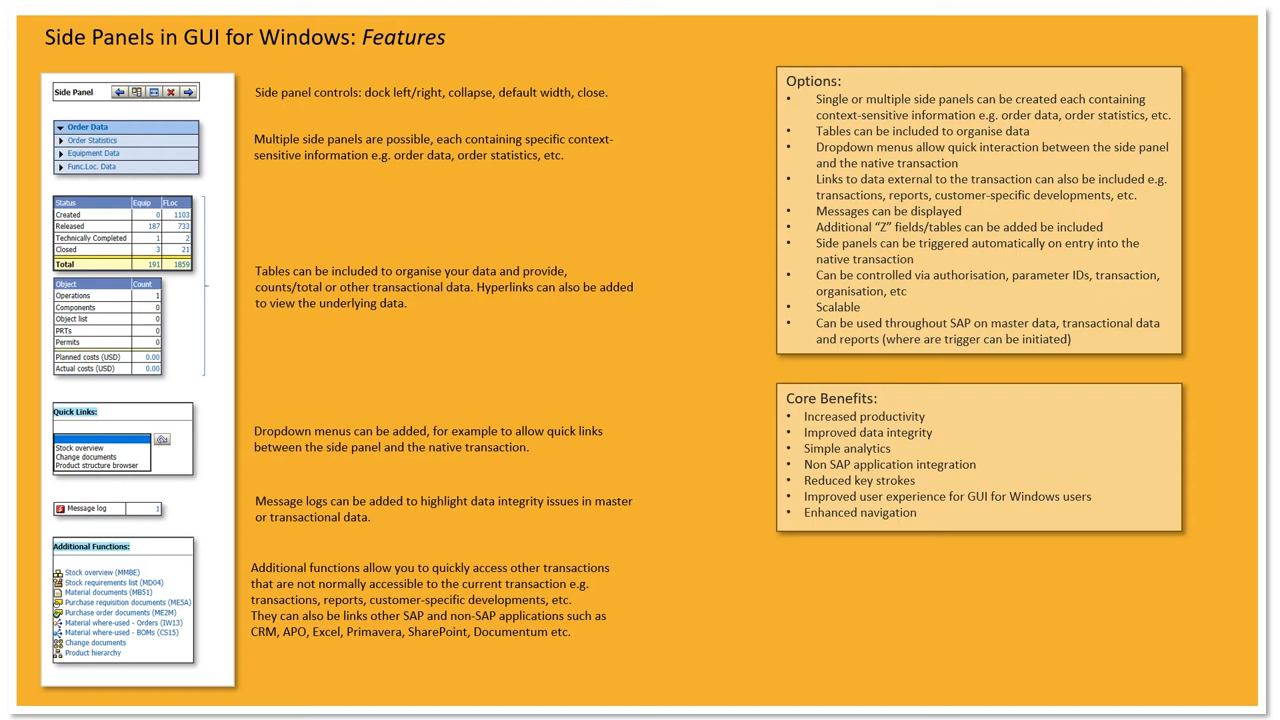 Side Panels in GUI for Windows: Features
Side Panel
Side panel controls: dock left/right, collapse, default width, close.
Order Data
Order Statistics
Equipment Data
Func.Loc. Data
Multiple side panels are possible, each containing specific context-
sensitive information e.g. order data, order statistics, etc.
Status Equip FLoc
Created 0 1103
Released 187 733
Technically Completed 1 2
Closed 3 21
Total 191 1859
Object Count
Operations 1
Components 0
Object list 0
PRTs 0
Permits 0
Planned costs (USD) 0.00
Actual costs (USD) 0.00
Tables can be included to organise your data and provide,
counts/total or other transactional data. Hyperlinks can also be added
to view the underlying data.
Quick Links:
Stock overview
Change documents
Product structure browser
Dropdown menus can be added, for example to allow quick links
between the side panel and the native transaction.
Message log 1
Message logs can be added to highlight data integrity issues in master
or transactional data.
Additional Functions:
Stock overview (MMBE)
Stock requirements list (MD04)
Material documents (MB51)
Purchase requisition documents (ME5A)
Purchase order documents (ME2M)
Material where-used - Orders (IW13)
Material where-used - BOMs (CS15)
Change documents
Product hierarchy
Additional functions allow you to quickly access other transactions
that are not normally accessible to the current transaction e.g.
transactions, reports, customer-specific developments, etc.
They can also be links other SAP and non-SAP applications such as
CRM, APO, Excel, Primavera, SharePoint, Documentum etc.
Options:
• Single or multiple side panels can be created each containing
context-sensitive information e.g. order data, order statistics, etc.
• Tables can be included to organise data
• Dropdown menus allow quick interaction between the side panel
and the native transaction
• Links to data external to the transaction can also be included e.g.
transactions, reports, customer-specific developments, etc.
• Messages can be displayed
• Additional “Z” fields/tables can be added be included
• Side panels can be triggered automatically on entry into the
native transaction
• Can be controlled via authorisation, parameter IDs, transaction,
organisation, etc
• Scalable
• Can be used throughout SAP on master data, transactional data
and reports (where are trigger can be initiated)
Core Benefits:
• Increased productivity
• Improved data integrity
• Simple analytics
• Non SAP application integration
• Reduced key strokes
• Improved user experience for GUI for Windows users
• Enhanced navigation